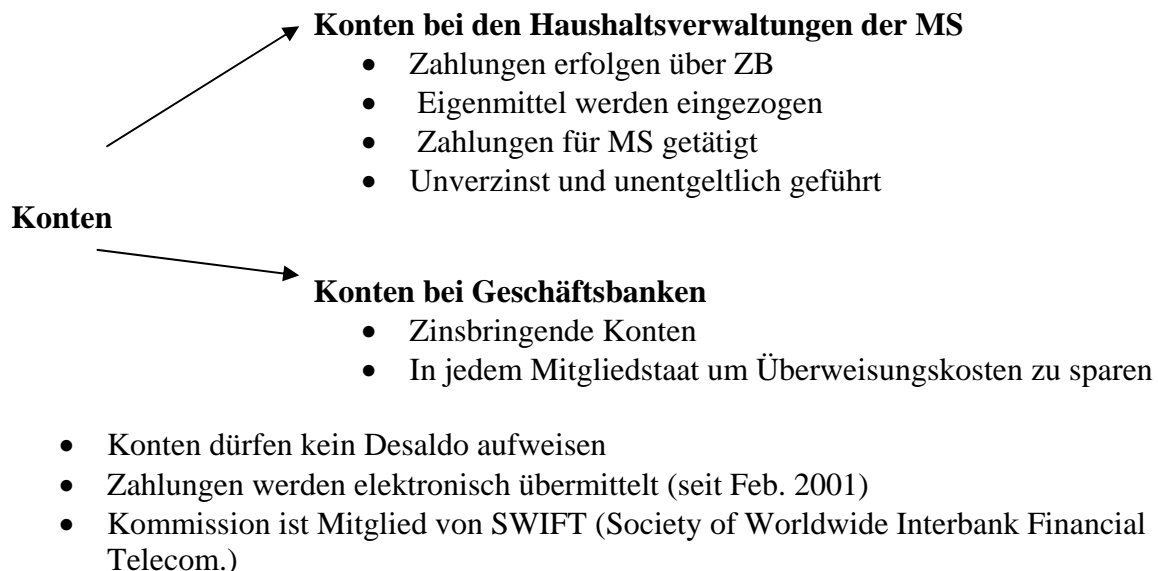 Konten bei den Haushaltsverwaltungen der MS
• Zahlungen erfolgen über ZB
• Eigenmittel werden eingezogen
• Zahlungen für MS getätigt
• Unverzinst und unentgeltlich geführt
Konten
Konten bei Geschäftsbanken
• Zinsbringende Konten
• In jedem Mitgliedstaat um Überweisungskosten zu sparen
• Konten dürfen kein Desaldo aufweisen
• Zahlungen werden elektronisch übermittelt (seit Feb. 2001)
• Kommission ist Mitglied von SWIFT (Society of Worldwide Interbank Financial
Telecom.)